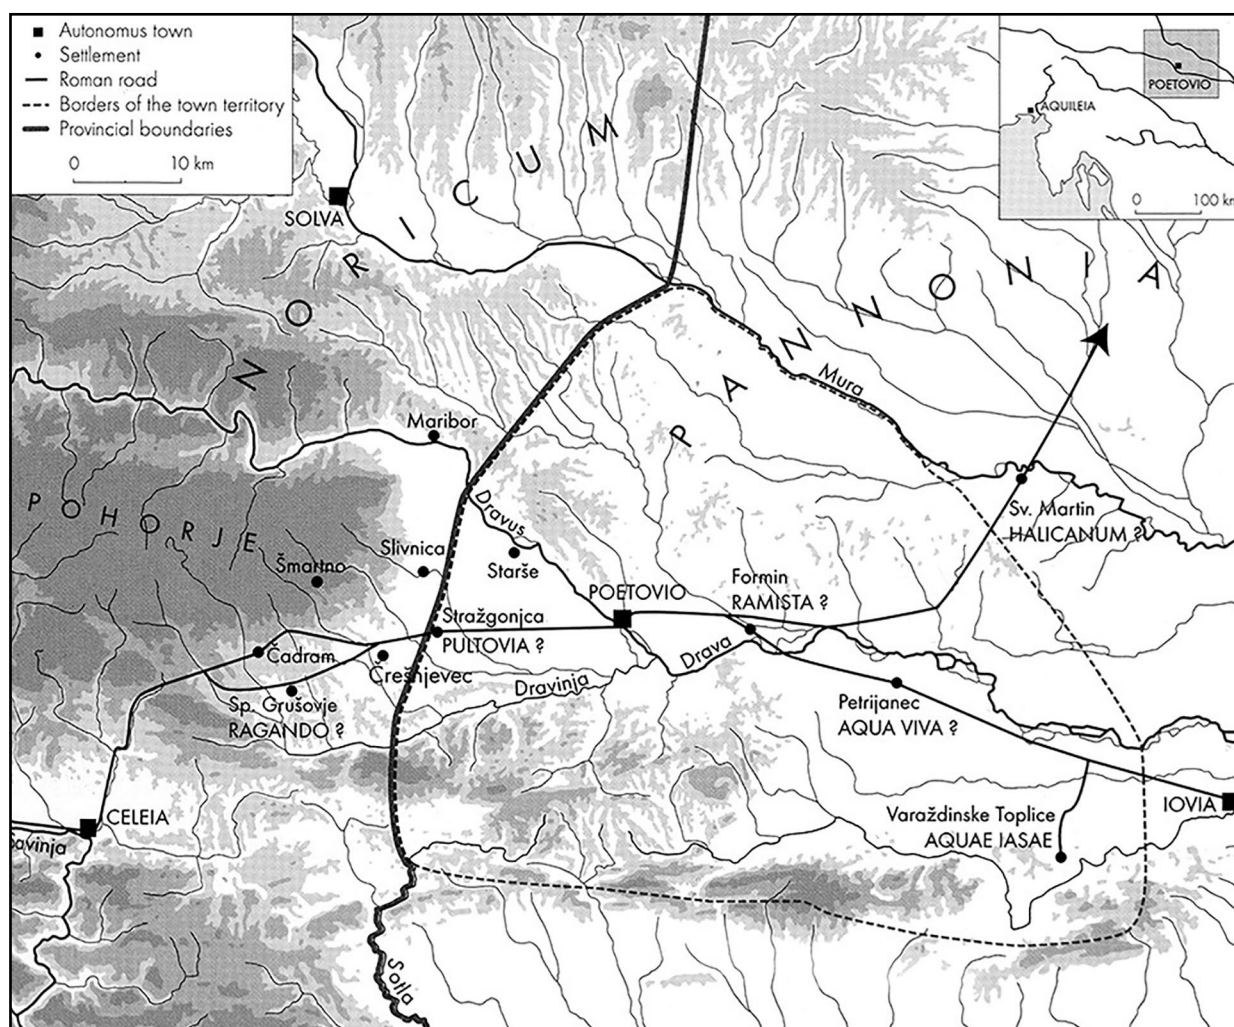 Autonomus town
Settlement
Roman road
Borders of the town territory
Provincial boundaries
0 10 km
POETOVIO
AQUILEIA
0 100 km
SOLVA
NORICUM
PANNONIA
Mura
Maribor
POHORJE
Dravus
Sv. Martin
HALICANUM ?
Slivnica
Starše
Šmartno
POETOVIO
Formin
RAMISTA ?
Stražgonjca
PULTOVIA ?
Čadram
Črešnjevec
Drava
Dravinja
Sp. Grušovje
RAGANDO ?
Petrijanec
AQUA VIVA ?
CELEIA
IOVIA
Varaždinske Toplice
AQUAE IASAE
Sotla